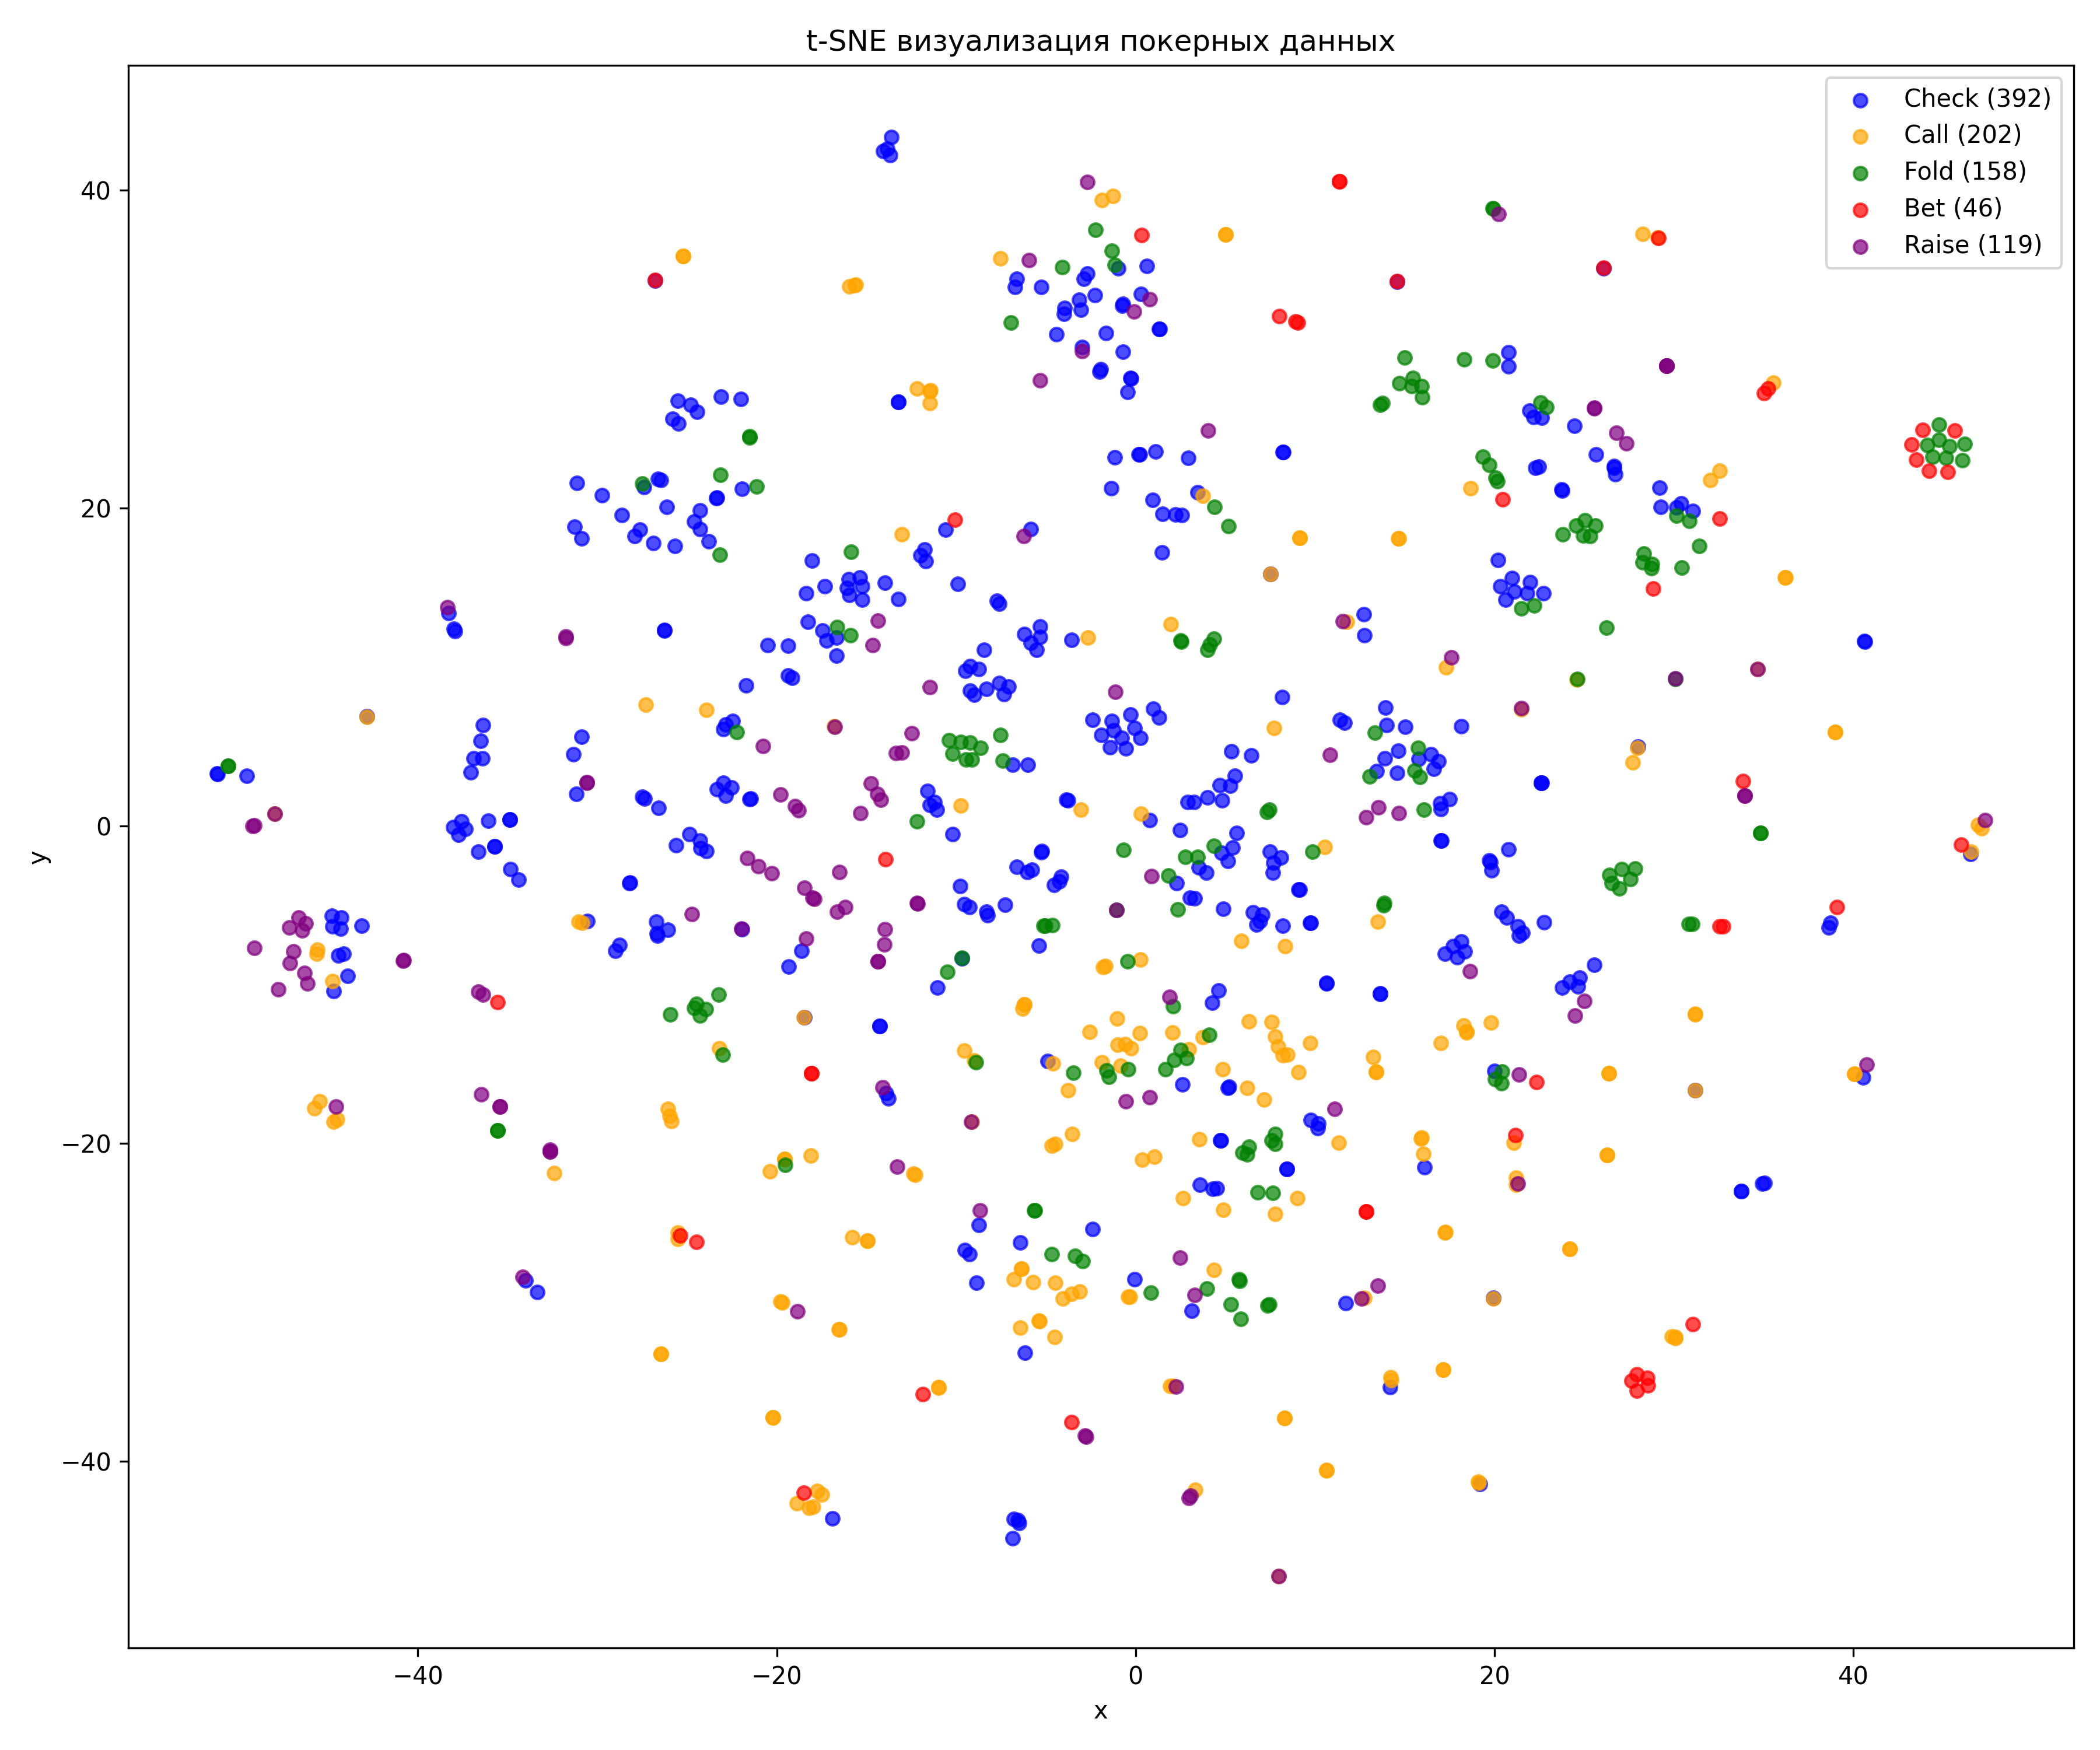 t-SNE визуализация покерных данных
Check (392)
Call (202)
Fold (158)
Bet (46)
Raise (119)
40
20
0
−20
−40
y
−40
−20
0
20
40
x